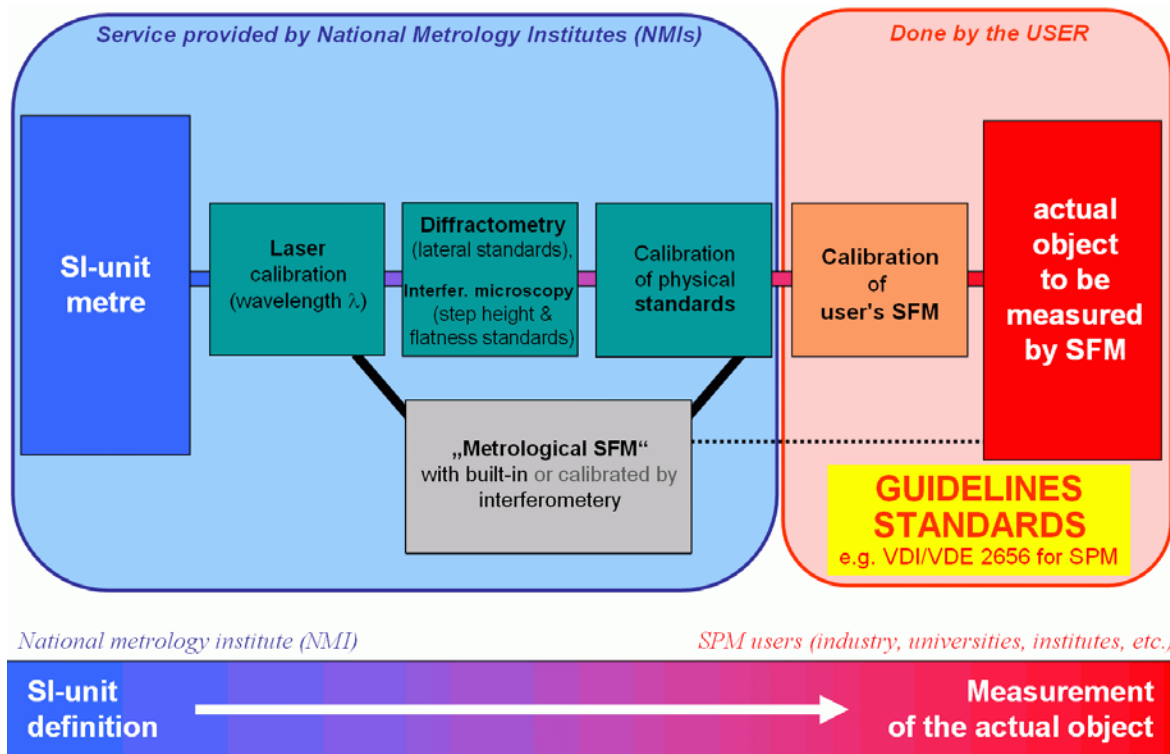 Service provided by National Metrology Institutes (NMIs)
Done by the USER
SI-unit
metre
Laser
calibration
(wavelength λ)
Diffractometry
(lateral standards),
Interfer. microscopy
(step height &
flatness standards)
Calibration
of physical
standards
Calibration
of
user's SFM
actual
object
to be
measured
by SFM
„Metrological SFM“
with built-in or calibrated by
interferometery
GUIDELINES
STANDARDS
e.g. VDI/VDE 2656 for SPM
National metrology institute (NMI)
SPM users (industry, universities, institutes, etc.)
SI-unit
definition
Measurement
of the actual object